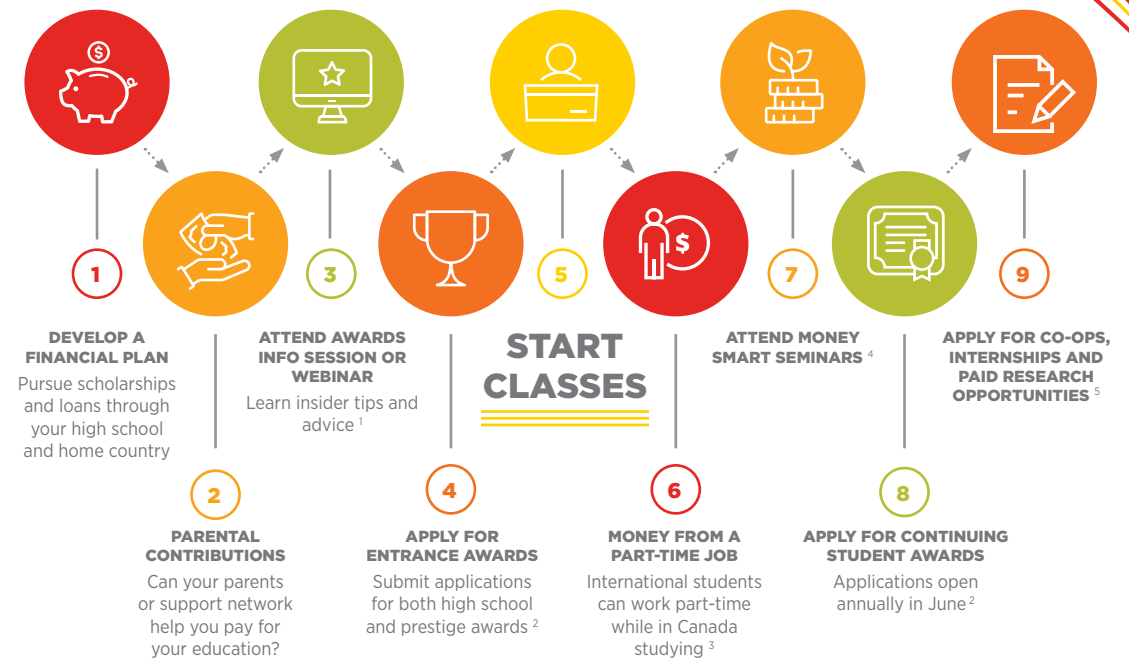 $
1
DEVELOP A
FINANCIAL PLAN
Pursue scholarships
and loans through
your high school
and home country
2
PARENTAL
CONTRIBUTIONS
Can your parents
or support network
help you pay for
your education?
3
ATTEND AWARDS
INFO SESSION OR
WEBINAR
Learn insider tips and
advice 1
4
APPLY FOR
ENTRANCE AWARDS
Submit applications
for both high school
and prestige awards 2
5
START
CLASSES
$
6
MONEY FROM A
PART-TIME JOB
International students
can work part-time
while in Canada
studying 3
7
ATTEND MONEY
SMART SEMINARS 4
8
APPLY FOR CONTINUING
STUDENT AWARDS
Applications open
annually in June 2
9
APPLY FOR CO-OPS,
INTERNSHIPS AND
PAID RESEARCH
OPPORTUNITIES 5